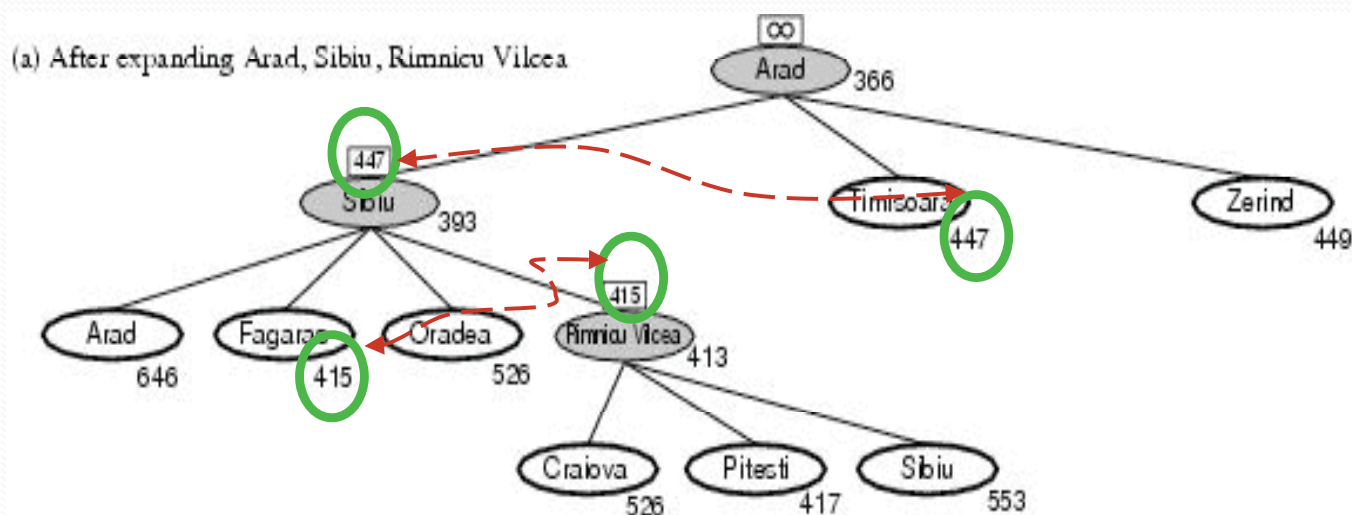 ∞
(a) After expanding Arad, Sibiu, Rimnicu Vilcea
Arad
366
447
Sibiu
393
Timisoara
447
Zerind
449
415
Arad
646
Fagaras
415
Oradea
526
Rimnicu Vilcea
413
Craiova
526
Pitesti
417
Sibiu
553